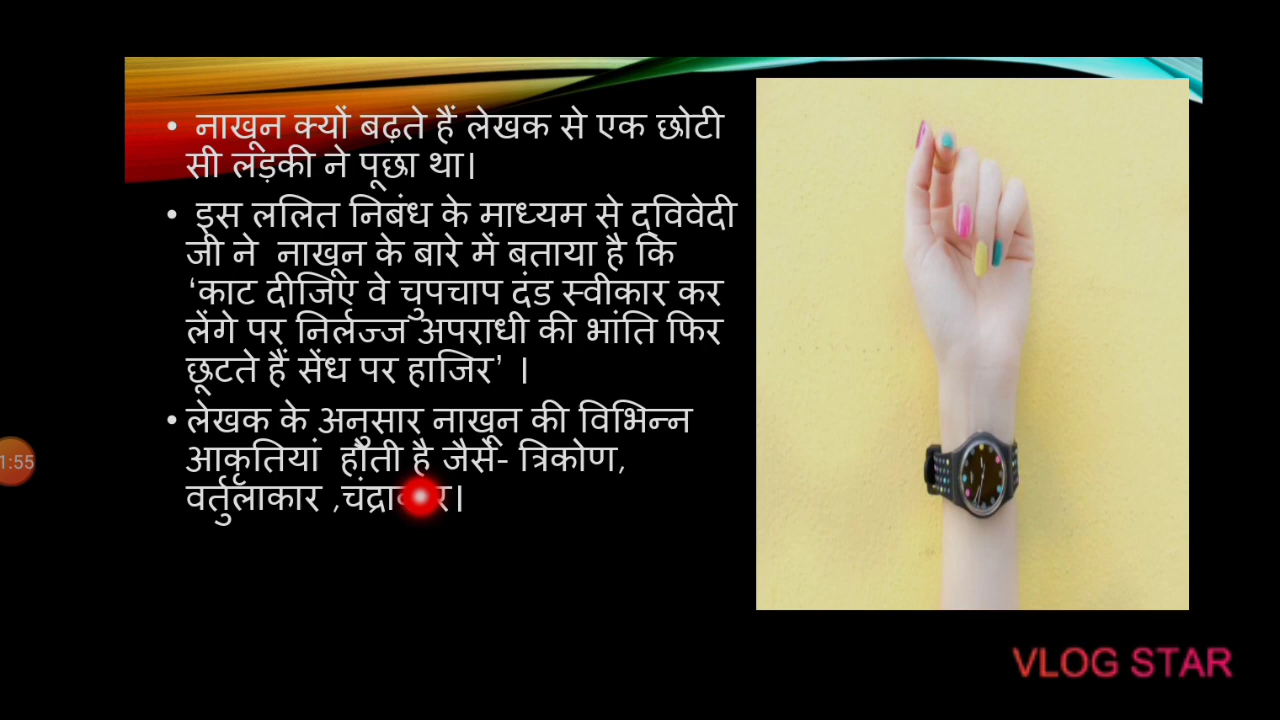 • नाखून क्यों बढ़ते हैं लेखक से एक छोटी
सी लड़की ने पूछा था।
• इस ललित निबंध के माध्यम से द्विवेदी
जी ने नाखून के बारे में बताया है कि
‘काट दीजिए वे चुपचाप दंड स्वीकार कर
लेंगे पर निर्लज्ज अपराधी की भांति फिर
छूटते हैं सेंध पर हाजिर’ ।
• लेखक के अनुसार नाखून की विभिन्न
आकृतियां होती है जैसे- त्रिकोण,
वर्तुलाकार ,चंद्राकार।
1:55
VLOG STAR